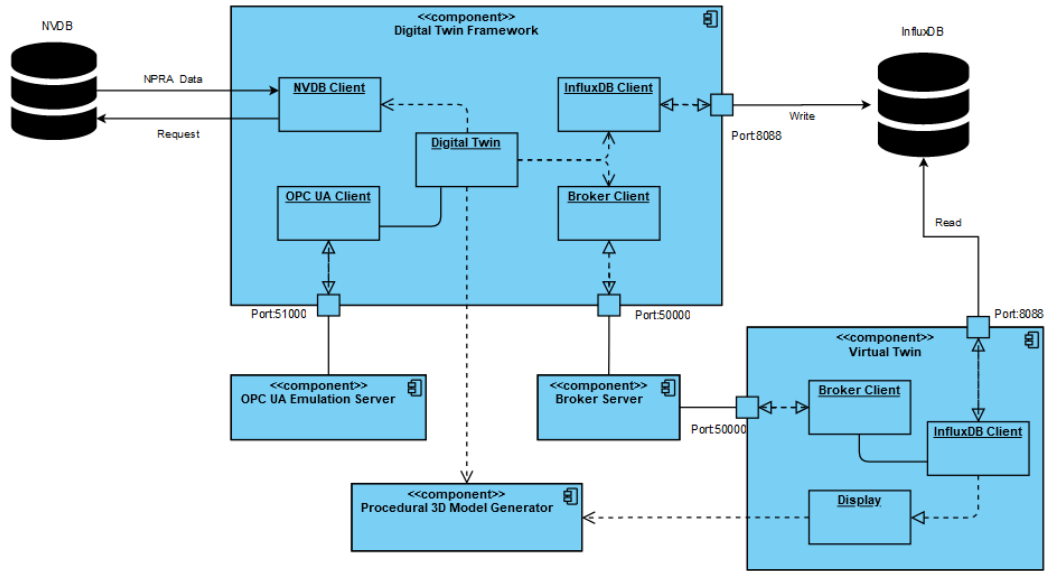 NVDB
<<component>>
Digital Twin Framework
InfluxDB
NPRA Data
Request
NVDB Client
InfluxDB Client
Digital Twin
OPC UA Client
Broker Client
Port:8088
Write
Read
Port:51000
Port:50000
Port:8088
<<component>>
OPC UA Emulation Server
<<component>>
Broker Server
Port:50000
<<component>>
Virtual Twin
Broker Client
InfluxDB Client
Display
<<component>>
Procedural 3D Model Generator